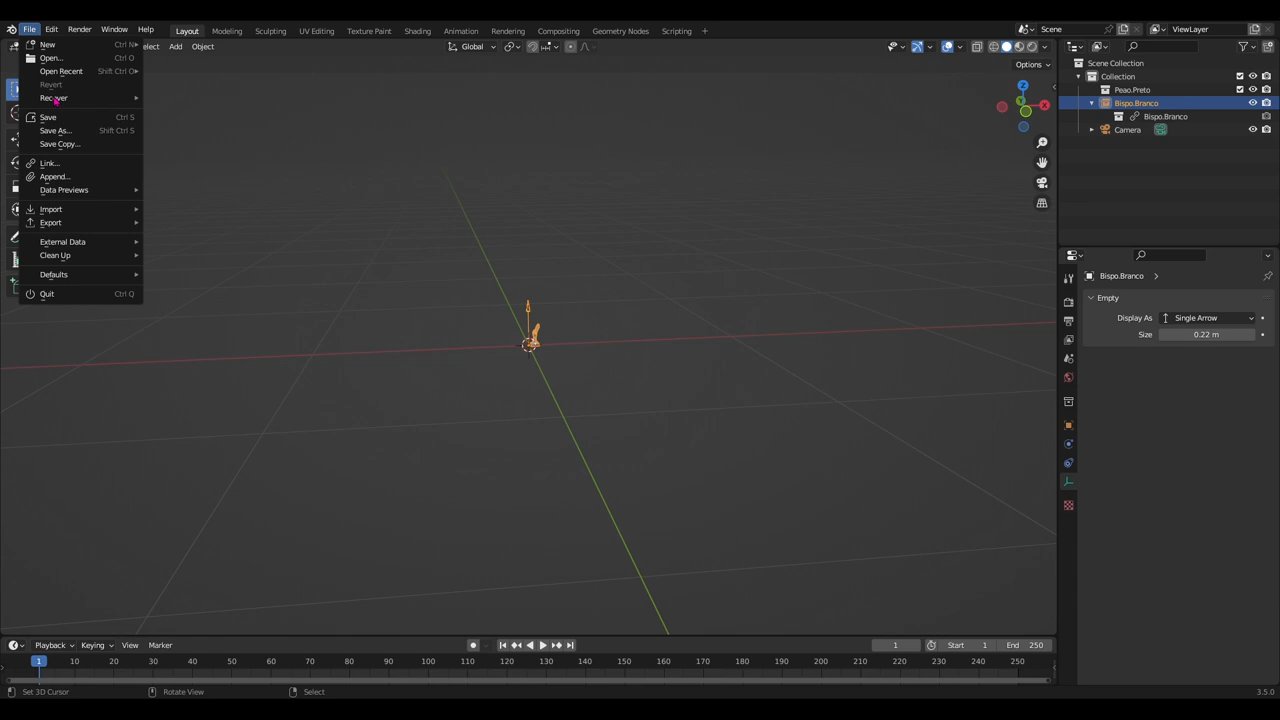 File Edit Render Window Help
Layout Modeling Sculpting UV Editing Texture Paint Shading Animation Rendering Compositing Geometry Nodes Scripting
Scene
ViewLayer
New Ctrl N
Open... Ctrl O
Open Recent Shift Ctrl O
Revert
Recover
Save Ctrl S
Save As... Shift Ctrl S
Save Copy...
Link...
Append...
Data Previews
Import
Export
External Data
Clean Up
Defaults
Quit Ctrl Q
elect Add Object
Global
Options
Z
Y
X
Scene Collection
Collection
Peao.Preto
Bispo.Branco
Bispo.Branco
Camera
Bispo.Branco
Empty
Display As Single Arrow
Size 0.22 m
Playback Keying View Marker
1 Start 1 End 250
1 10 20 30 40 50 60 70 80 90 100 110 120 130 140 150 160 170 180 190 200 210 220 230 240 250
Set 3D Cursor Rotate View Select 3.5.0